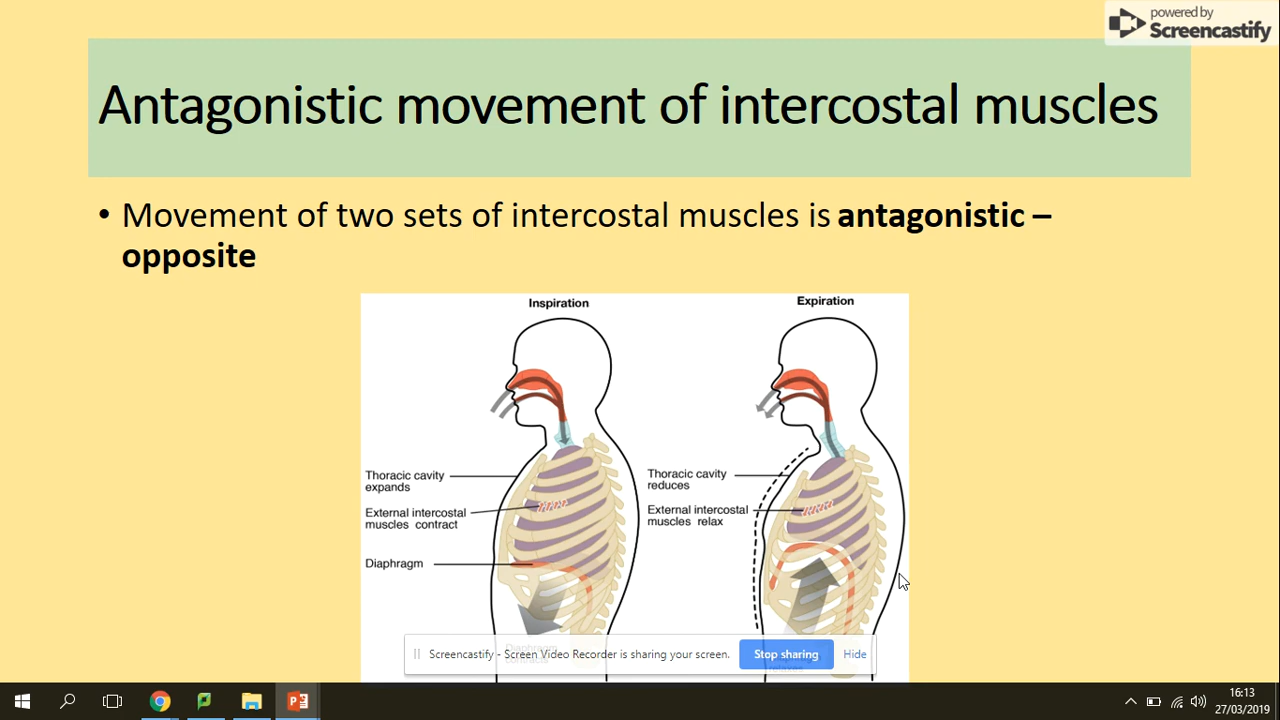 powered by
Screencastify
Antagonistic movement of intercostal muscles
• Movement of two sets of intercostal muscles is antagonistic –
opposite
Inspiration
Thoracic cavity
expands
External intercostal
muscles contract
Diaphragm
Expiration
Thoracic cavity
reduces
External intercostal
muscles relax
Screencastify - Screen Video Recorder is sharing your screen.
Stop sharing
Hide
16:13
27/03/2019